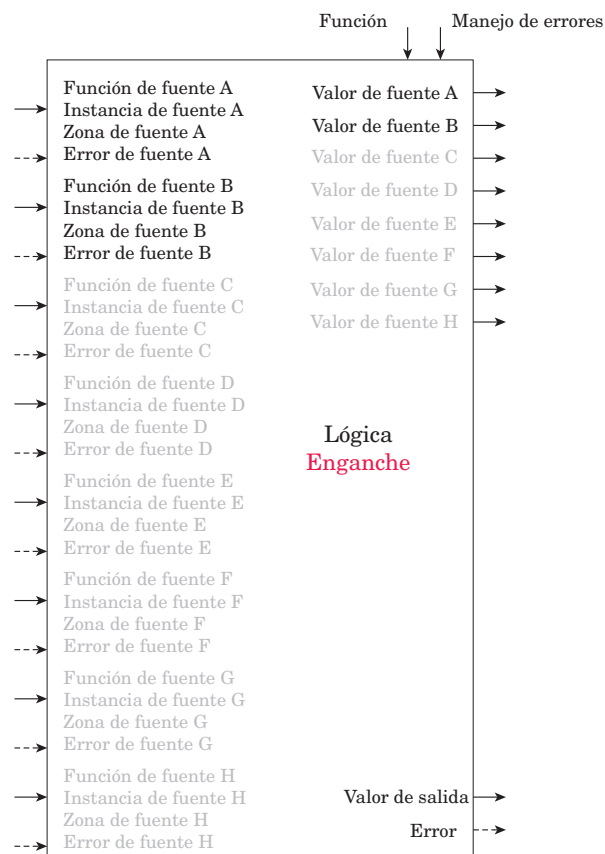 Función
Manejo de errores
Función de fuente A
Instancia de fuente A
Zona de fuente A
Error de fuente A
Función de fuente B
Instancia de fuente B
Zona de fuente B
Error de fuente B
Función de fuente C
Instancia de fuente C
Zona de fuente C
Error de fuente C
Función de fuente D
Instancia de fuente D
Zona de fuente D
Error de fuente D
Función de fuente E
Instancia de fuente E
Zona de fuente E
Error de fuente E
Función de fuente F
Instancia de fuente F
Zona de fuente F
Error de fuente F
Función de fuente G
Instancia de fuente G
Zona de fuente G
Error de fuente G
Función de fuente H
Instancia de fuente H
Zona de fuente H
Error de fuente H
Valor de fuente A
Valor de fuente B
Valor de fuente C
Valor de fuente D
Valor de fuente E
Valor de fuente F
Valor de fuente G
Valor de fuente H
Lógica
Enganche
Valor de salida
Error